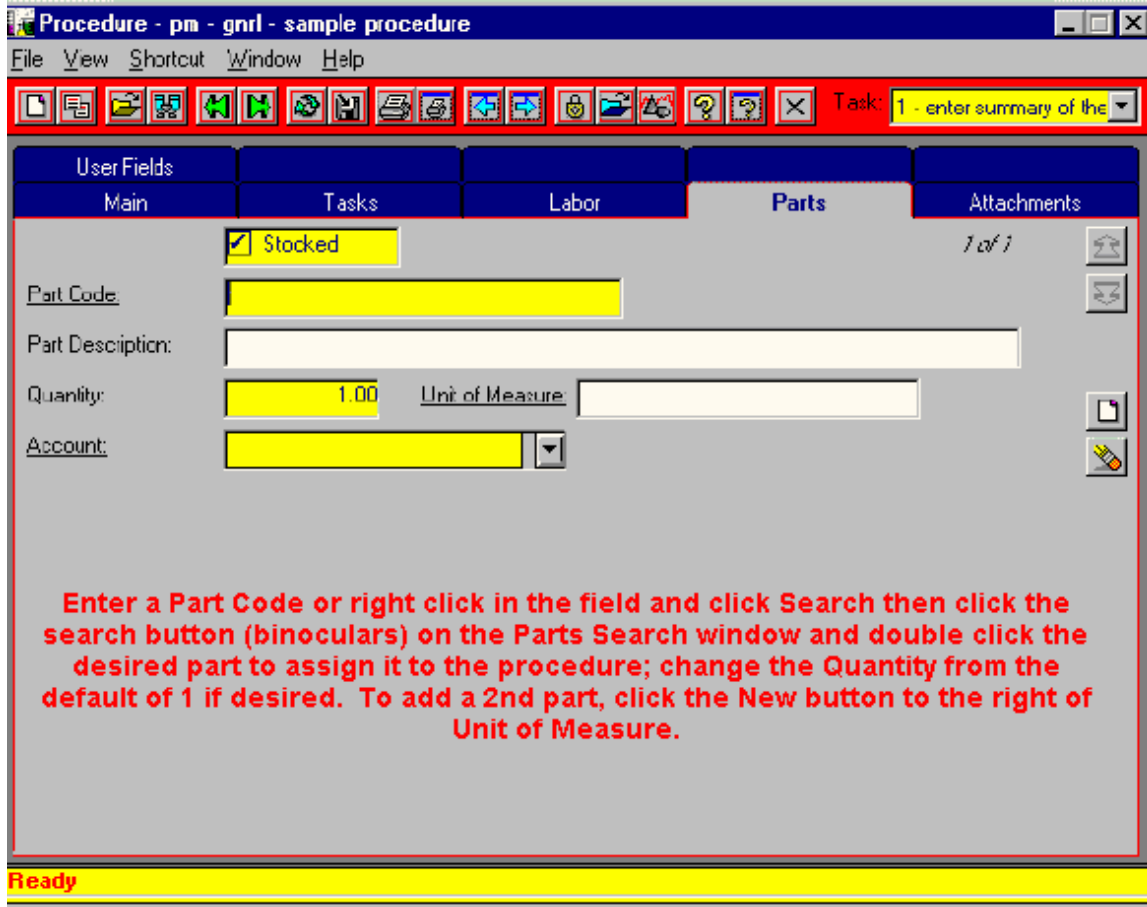 Procedure - pm - gnrl - sample procedure
File View Shortcut Window Help
Task: 1 - enter summary of the
User Fields
Main Tasks Labor Parts Attachments
Stocked 1 of 1
Part Code:
Part Description:
Quantity: 1.00 Unit of Measure:
Account:
Enter a Part Code or right click in the field and click Search then click the
search button (binoculars) on the Parts Search window and double click the
desired part to assign it to the procedure; change the Quantity from the
default of 1 if desired. To add a 2nd part, click the New button to the right of
Unit of Measure.
Ready